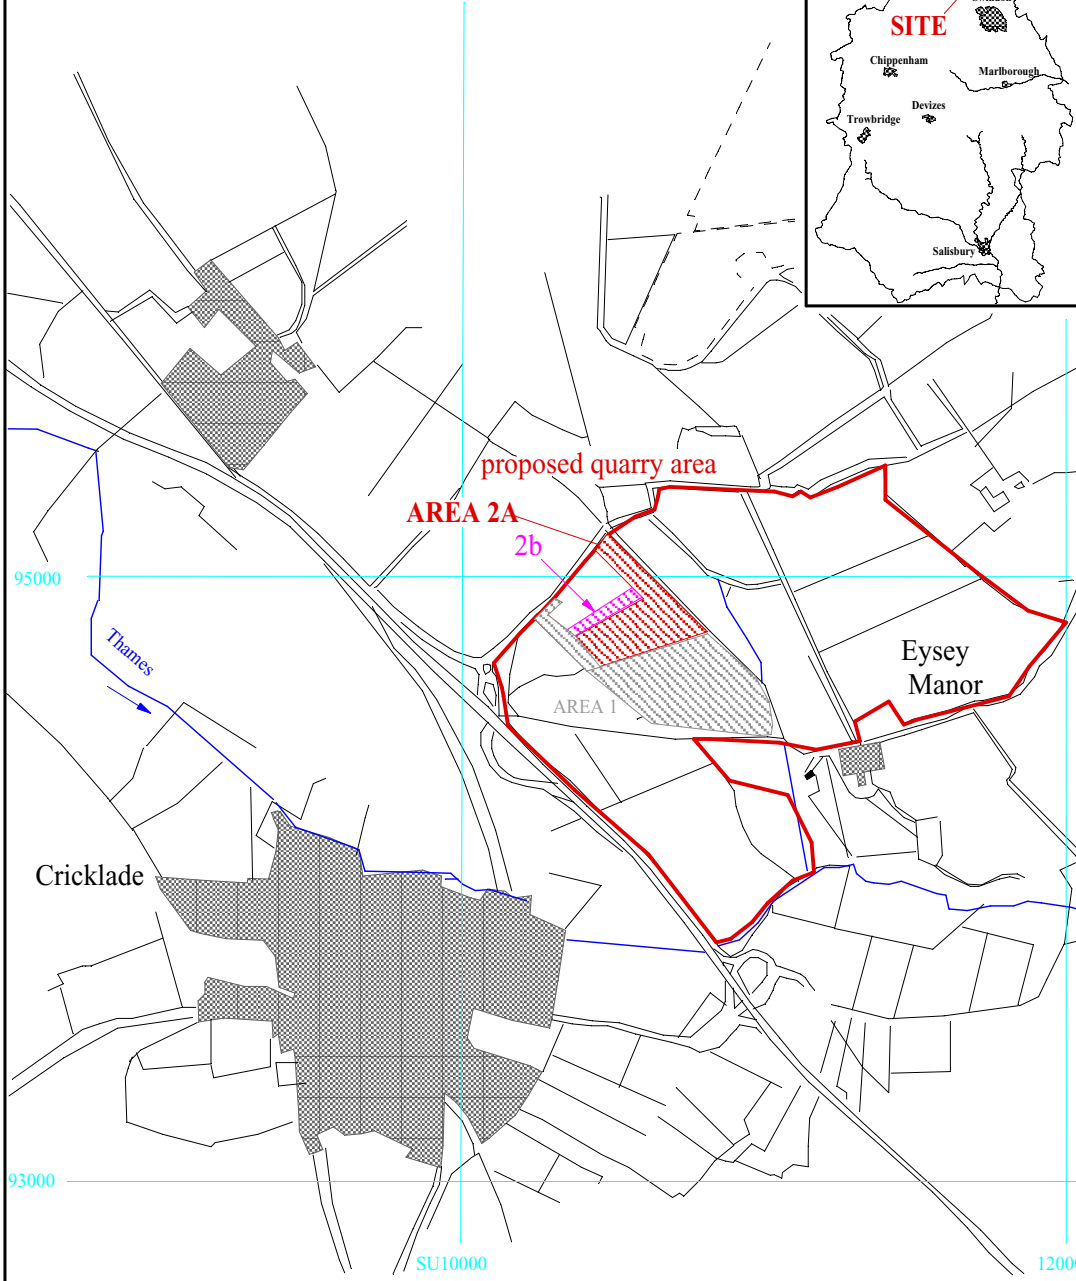 SITE
Chippenham
Marlborough
Devizes
Trowbridge
Salisbury
proposed quarry area
AREA 2A
2b
95000
Thames
Eysey
Manor
AREA 1
Cricklade
93000
SU10000